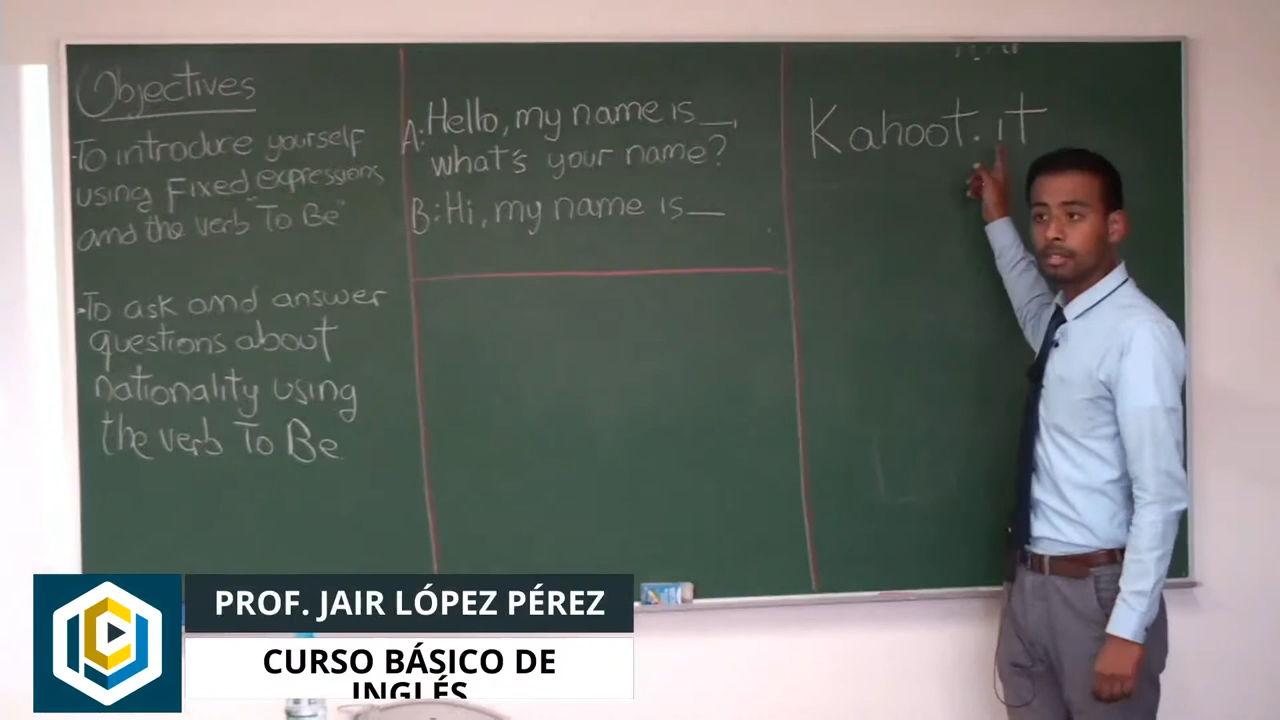 Objectives
·To introduce yourself
using Fixed expressions
and the verb "To Be"
·To ask and answer
questions about
nationality using
the verb To Be
A: Hello, my name is__,
what's your name?
B: Hi, my name is__
Kahoot.it
PROF. JAIR LÓPEZ PÉREZ
CURSO BÁSICO DE
INGLÉS